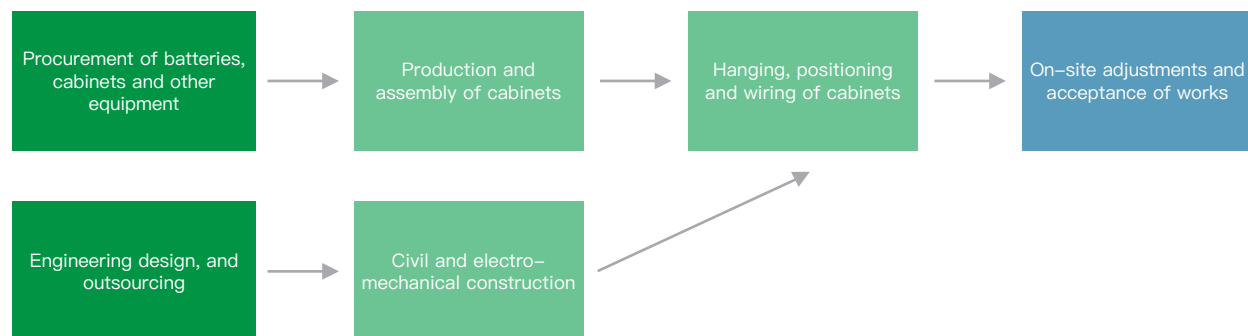 Procurement of batteries,
cabinets and other
equipment
Production and
assembly of cabinets
Hanging, positioning
and wiring of cabinets
On-site adjustments and
acceptance of works
Engineering design, and
outsourcing
Civil and electro-
mechanical construction